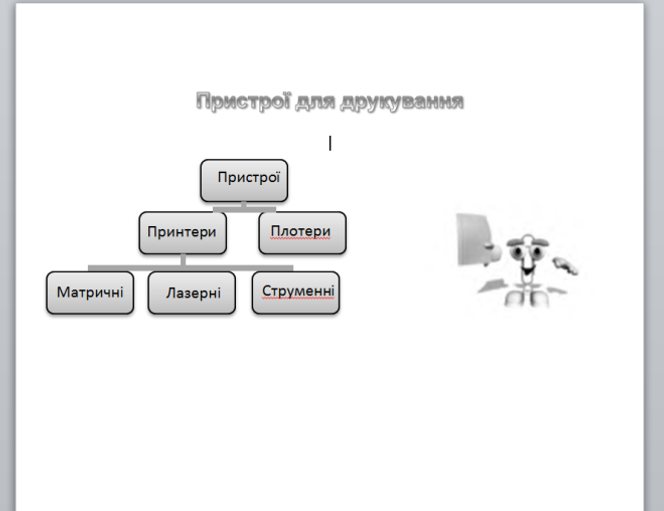 Пристрої для друкування
Пристрої
Принтери
Плотери
Матричні
Лазерні
Струменні